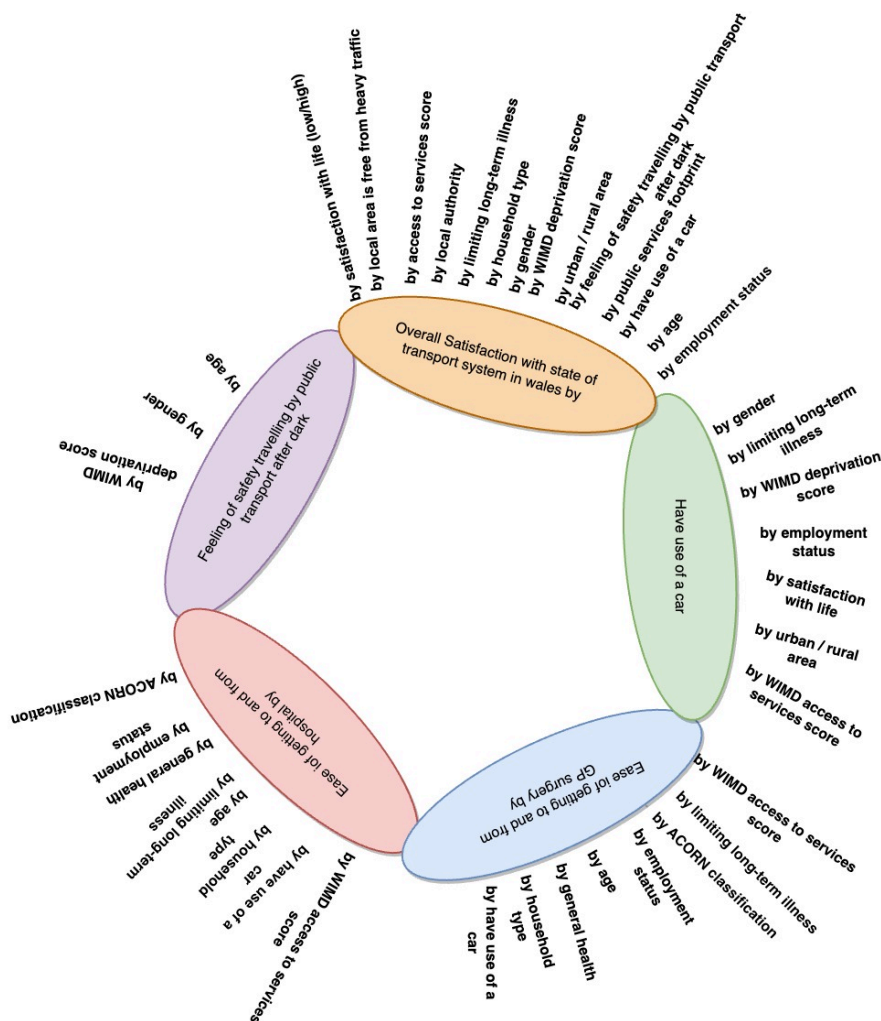 Overall Satisfaction with state of
transport system in wales by
by satisfaction with life (low/high)
by local area is free from heavy traffic
by access to services score
by local authority
by limiting long-term illness
by household type
by gender
by WIMD deprivation score
by urban / rural area
by feeling of safety travelling by public transport
after dark
by public services footprint
by have use of a car
by age
by employment status
Have use of a car
by gender
by limiting long-term
illness
by WIMD deprivation
score
by employment
status
by satisfaction
with life
by urban / rural
area
by WIMD access to
services score
Ease iof getting to and from
GP surgery by
by WIMD access to services
score
by limiting long-term illness
by ACORN classification
by employment
status
by age
by general health
by household
type
by have use of a
car
Ease iof getting to and from
hospital by
by WIMD access to services
score
by have use of a
car
by household
type
by age
by limiting long-term
illness
by general health
by employment
status
by ACORN classification
Feeling of safety travelling by public
transport after dark
by WIMD
deprivation score
by gender
by age